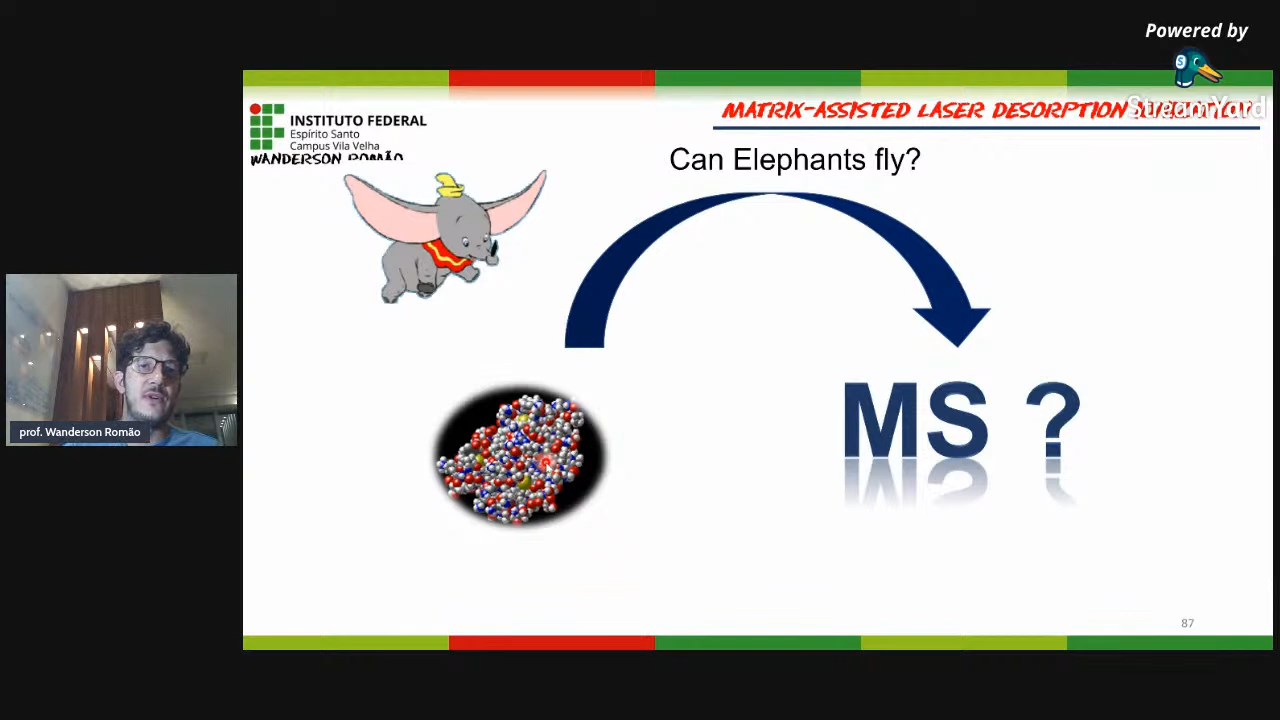 Powered by
StreamYard
S
MATRIX-ASSISTED LASER DESORPTION
INSTITUTO FEDERAL
Espírito Santo
Campus Vila Velha
WANDERSON ROMÃO
Can Elephants fly?
MS ?
prof. Wanderson Romão
87